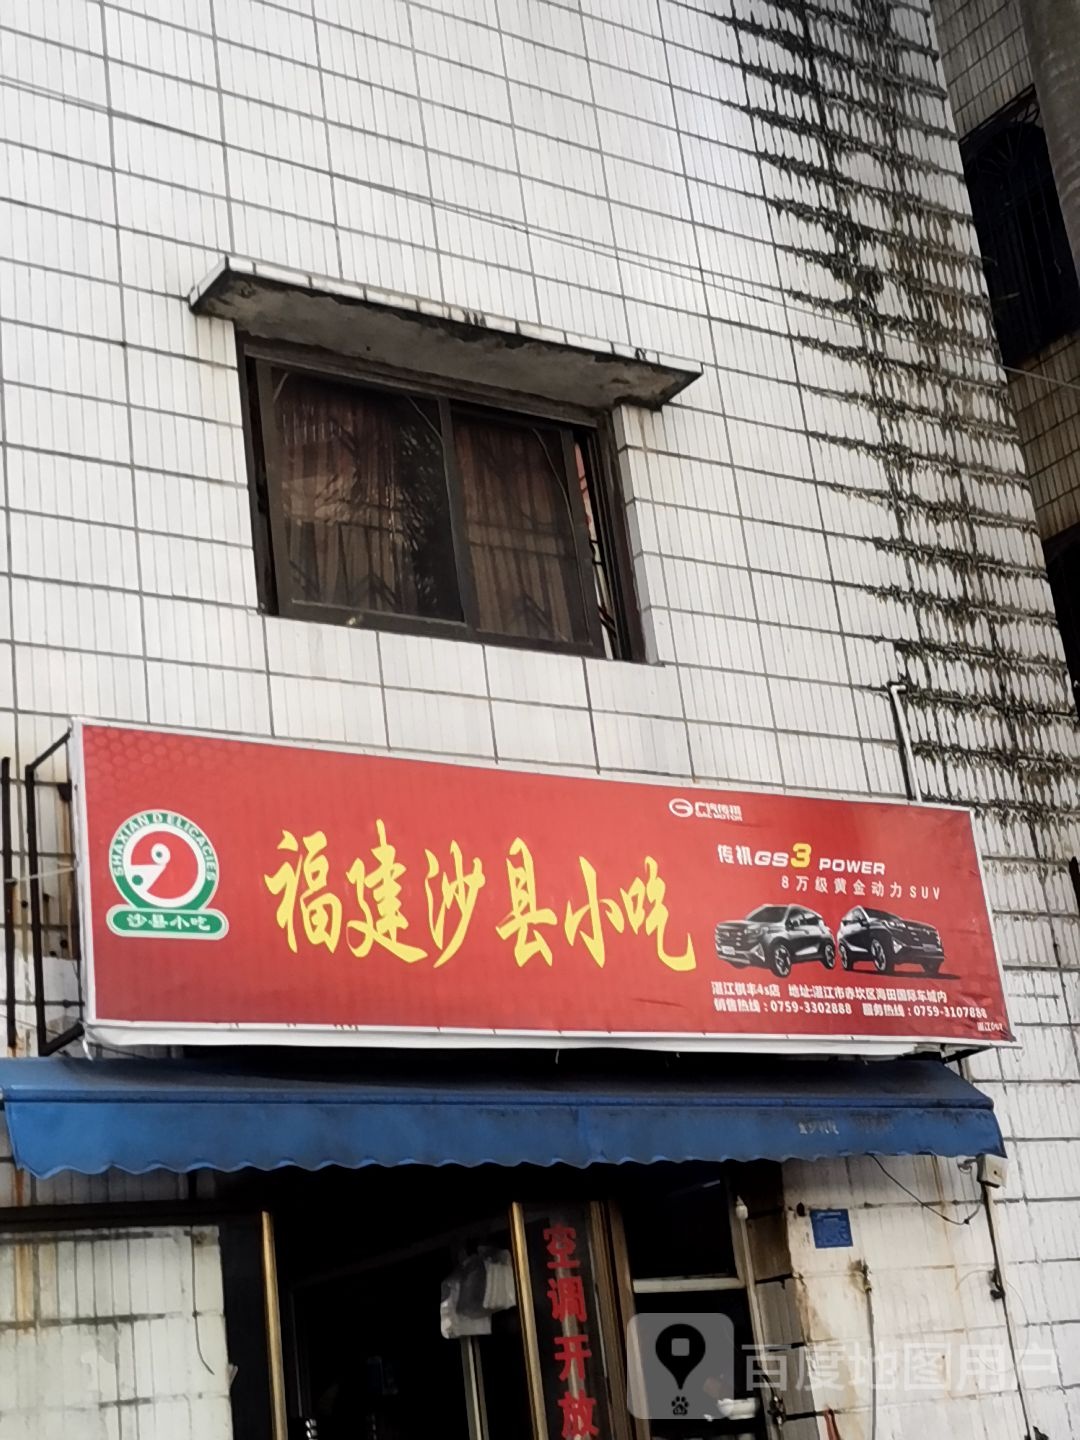 SHAXIAN DELICACIES
沙县小吃
福建沙县小吃
广汽传祺
GAC MOTOR
传祺GS3 POWER
8万级黄金动力SUV
湛江骐丰4s店 地址:湛江市赤坎区海田国际车城内
销售热线：0759-3302888 服务热线：0759-3107888
空调开放
百度地图用户